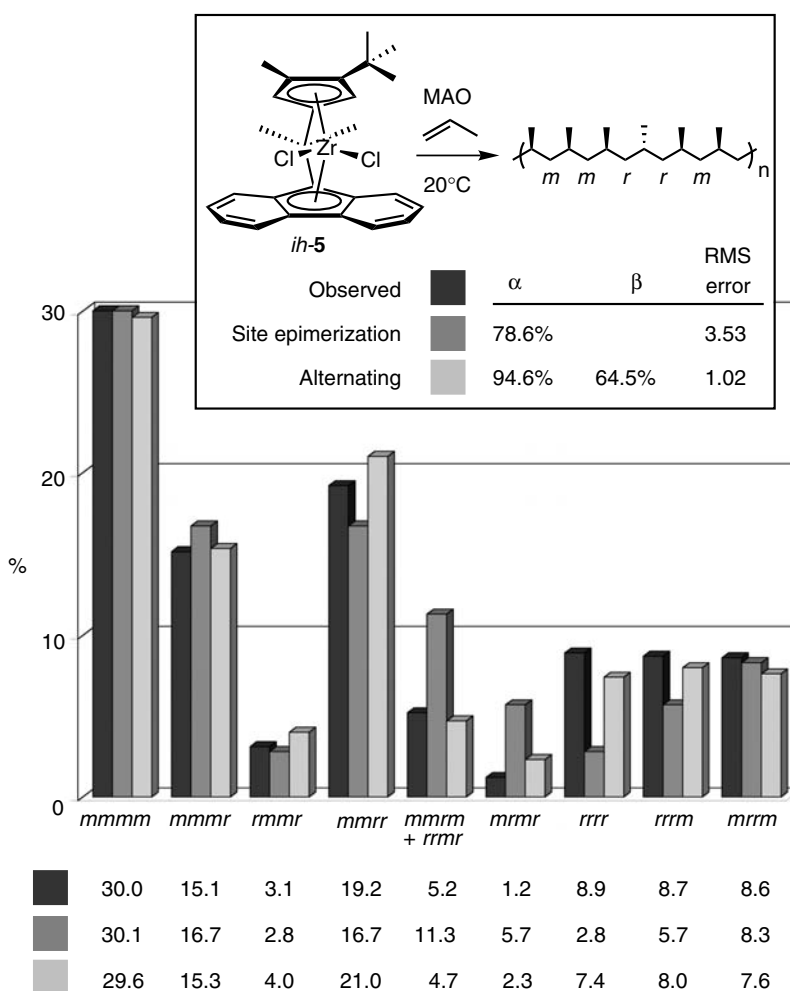 MAO
Zr
Cl
Cl
20°C
n
m m r r m
ih-5
RMS
Observed α β error
Site epimerization 78.6% 3.53
Alternating 94.6% 64.5% 1.02
30
20
%
10
0
mmmm mmmr rmmr mmrr mmrm mrmr rrrr rrrm mrrm
+ rrmr
30.0 15.1 3.1 19.2 5.2 1.2 8.9 8.7 8.6
30.1 16.7 2.8 16.7 11.3 5.7 2.8 5.7 8.3
29.6 15.3 4.0 21.0 4.7 2.3 7.4 8.0 7.6